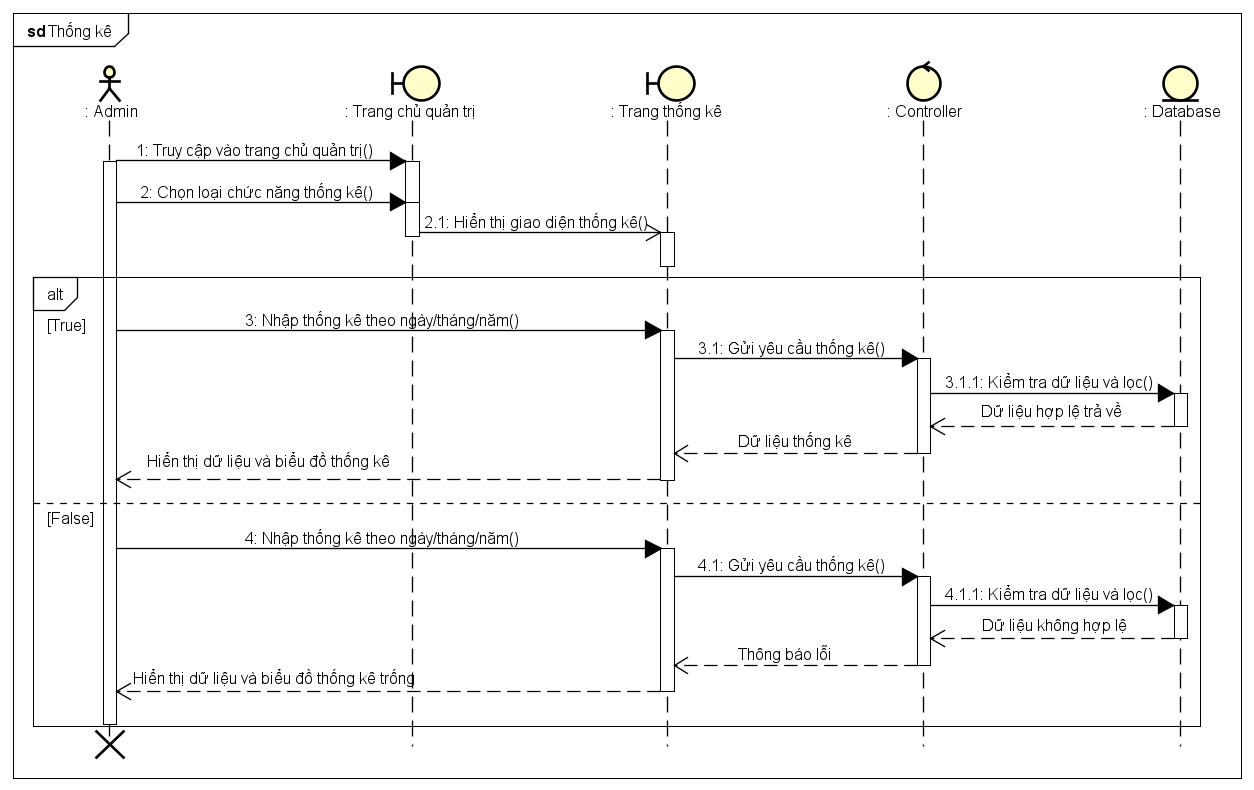 sd Thống kê
: Admin
: Trang chủ quản trị
: Trang thống kê
: Controller
: Database
1: Truy cập vào trang chủ quản trị()
2: Chọn loại chức năng thống kê()
2.1: Hiển thị giao diện thống kê()
alt
[True]
3: Nhập thống kê theo ngày/tháng/năm()
3.1: Gửi yêu cầu thống kê()
3.1.1: Kiểm tra dữ liệu và lọc()
Dữ liệu hợp lệ trả về
Dữ liệu thống kê
Hiển thị dữ liệu và biểu đồ thống kê
[False]
4: Nhập thống kê theo ngày/tháng/năm()
4.1: Gửi yêu cầu thống kê()
4.1.1: Kiểm tra dữ liệu và lọc()
Dữ liệu không hợp lệ
Thông báo lỗi
Hiển thị dữ liệu và biểu đồ thống kê trống